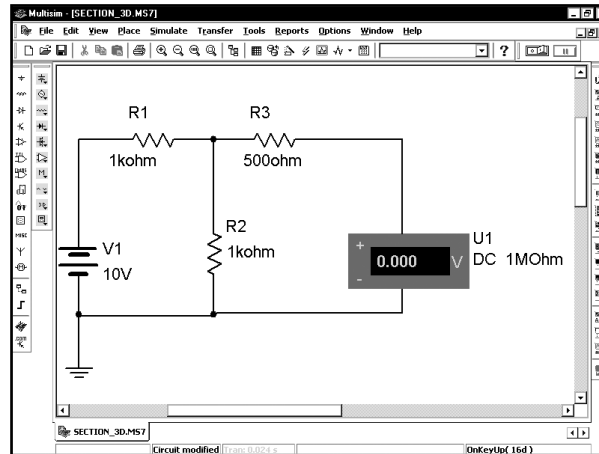 Multisim - [SECTION_3D.MS7]
File Edit View Place Simulate Transfer Tools Reports Options Window Help
R1
R3
1kohm
500ohm
R2
1kohm
V1
10V
+
0.000 V
-
U1
DC 1MOhm
MISC
SECTION_3D.MS7
Circuit modified Tran: 0.024 s
OnKeyUp( 16d )